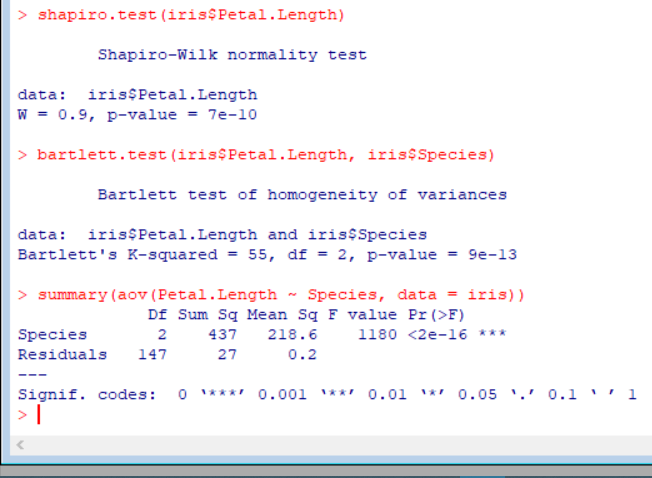 > shapiro.test(iris$Petal.Length)
        Shapiro-Wilk normality test
data:  iris$Petal.Length
W = 0.9, p-value = 7e-10
> bartlett.test(iris$Petal.Length, iris$Species)
        Bartlett test of homogeneity of variances
data:  iris$Petal.Length and iris$Species
Bartlett's K-squared = 55, df = 2, p-value = 9e-13
> summary(aov(Petal.Length ~ Species, data = iris))
             Df Sum Sq Mean Sq F value Pr(>F)
Species       2    437   218.6    1180 <2e-16 ***
Residuals   147     27     0.2
---
Signif. codes:  0 ‘***’ 0.001 ‘**’ 0.01 ‘*’ 0.05 ‘.’ 0.1 ‘ ’ 1
>